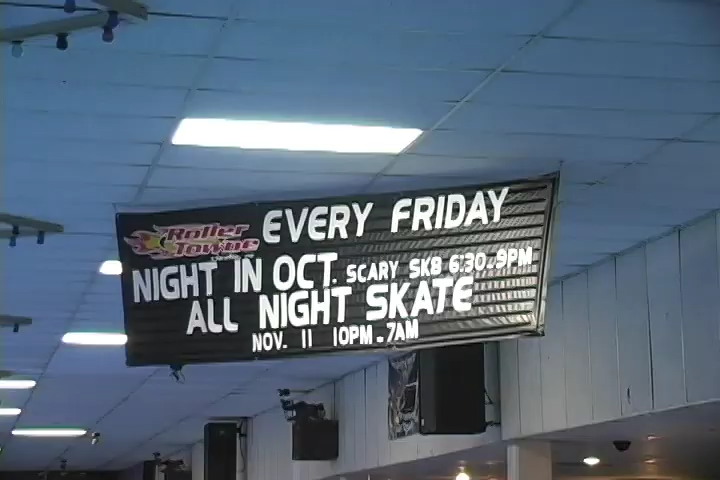 Roller Towne
EVERY FRIDAY
NIGHT IN OCT. SCARY SK8 6:30-9PM
ALL NIGHT SKATE
NOV. 11 10PM-7AM